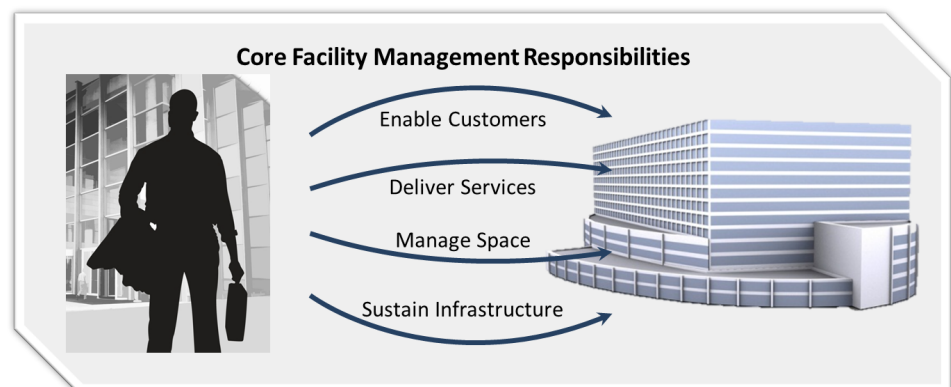 Core Facility Management Responsibilities
Enable Customers
Deliver Services
Manage Space
Sustain Infrastructure